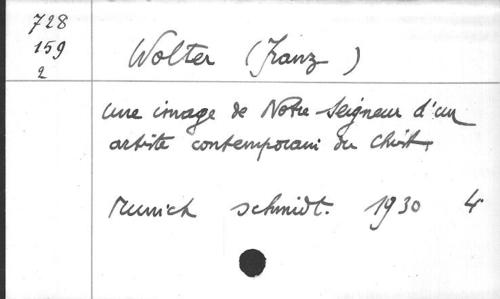 728
159
2
Wolter (Franz)
une image de Notre Seigneur d'un
artiste contemporain du Christ.
Munich Schmidt. 1930 4°